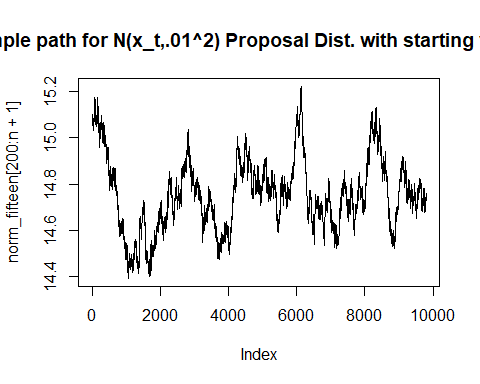 path for N(x_t,.01^2) Proposal Dist. with starting
norm_fifteen[200:n + 1]
15.2
15.0
14.8
14.6
14.4
0 2000 4000 6000 8000 10000
Index